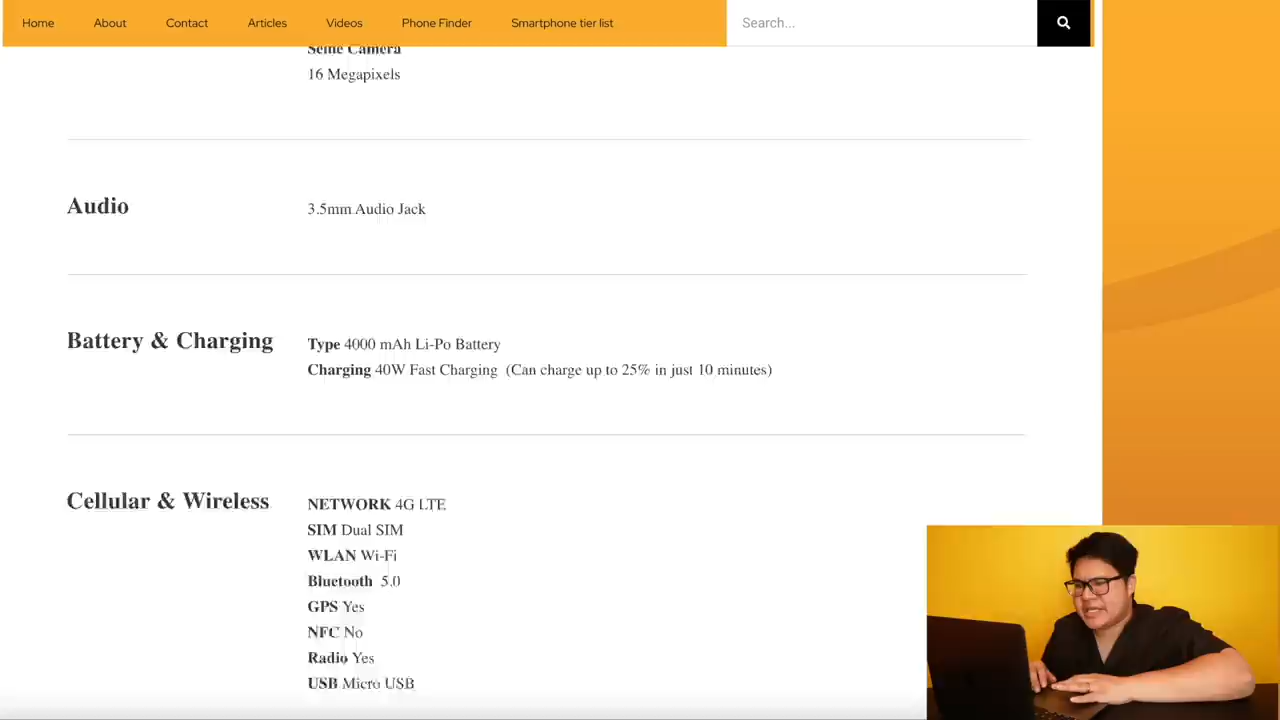 Home About Contact Articles Videos Phone Finder Smartphone tier list Search...
Selfie Camera
16 Megapixels
Audio 3.5mm Audio Jack
Battery & Charging Type 4000 mAh Li-Po Battery
Charging 40W Fast Charging (Can charge up to 25% in just 10 minutes)
Cellular & Wireless NETWORK 4G LTE
SIM Dual SIM
WLAN Wi-Fi
Bluetooth 5.0
GPS Yes
NFC No
Radio Yes
USB Micro USB